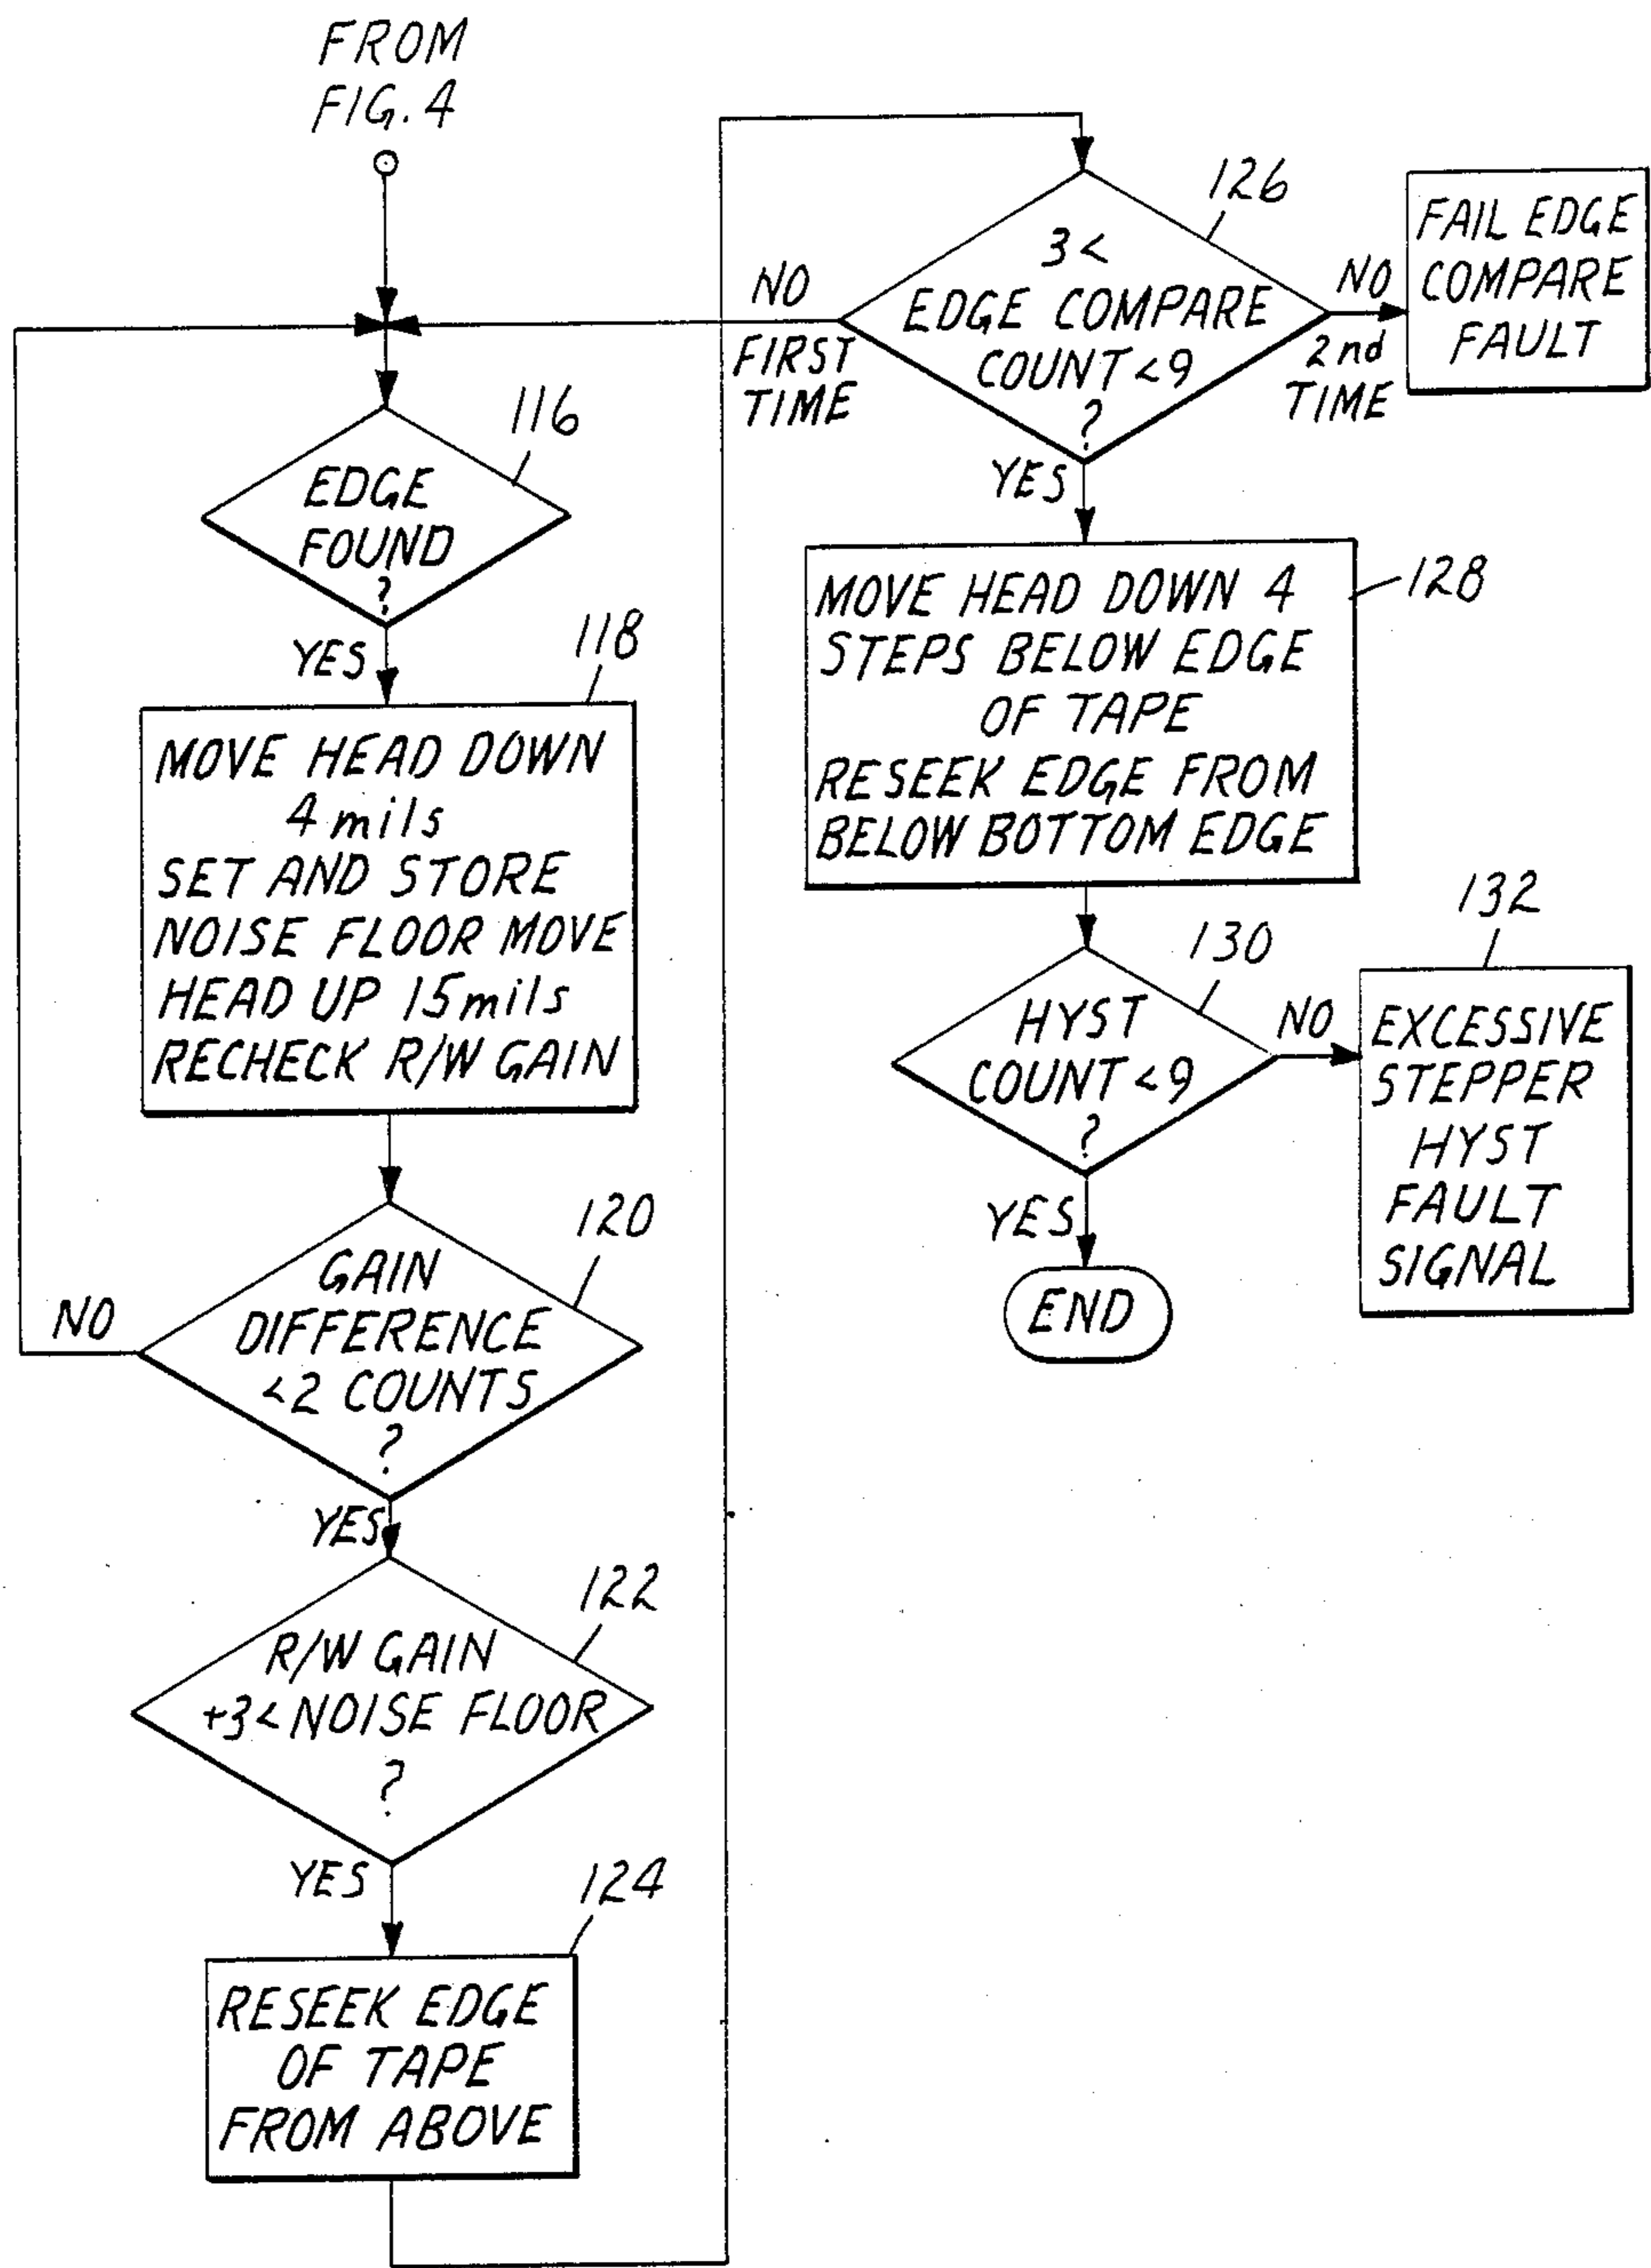 FROM
FIG. 4
116
EDGE
FOUND
?
YES
118
MOVE HEAD DOWN
4 mils
SET AND STORE
NOISE FLOOR MOVE
HEAD UP 15 mils
RECHECK R/W GAIN
120
GAIN
DIFFERENCE
<2 COUNTS
?
NO
YES
122
R/W GAIN
+3< NOISE FLOOR
?
YES
124
RESEEK EDGE
OF TAPE
FROM ABOVE
126
3<
EDGE COMPARE
COUNT <9
?
NO
FIRST
TIME
NO
2nd
TIME
FAIL EDGE
COMPARE
FAULT
YES
128
MOVE HEAD DOWN 4
STEPS BELOW EDGE
OF TAPE
RESEEK EDGE FROM
BELOW BOTTOM EDGE
130
HYST
COUNT <9
?
NO
132
EXCESSIVE
STEPPER
HYST
FAULT
SIGNAL
YES
END